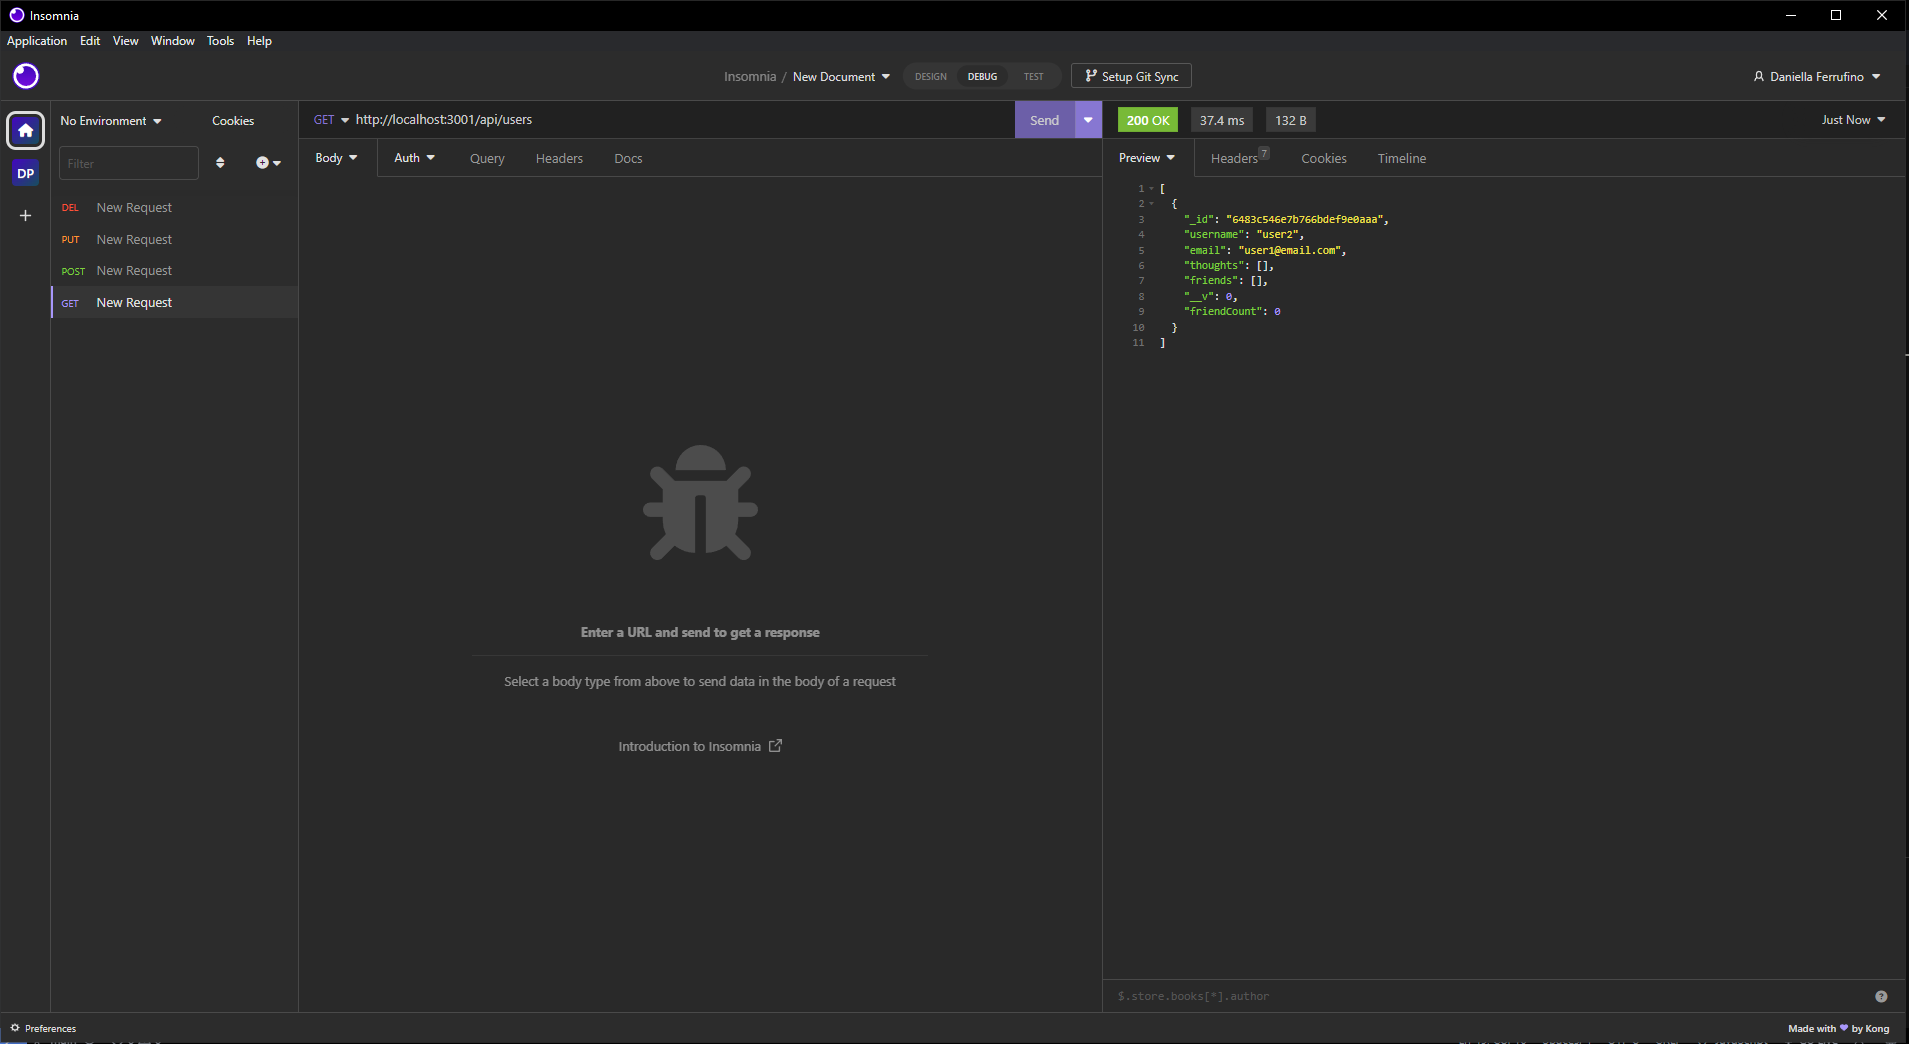 Insomnia
Application Edit View Window Tools Help
Insomnia / New Document DESIGN DEBUG TEST Setup Git Sync Daniella Ferrufino
No Environment Cookies
GET http://localhost:3001/api/users Send
200 OK 37.4 ms 132 B Just Now
DP
Filter
DEL New Request
PUT New Request
POST New Request
GET New Request
Body Auth Query Headers Docs
Enter a URL and send to get a response
Select a body type from above to send data in the body of a request
Introduction to Insomnia
Preview Headers 7 Cookies Timeline
1 [
2 {
3 "_id": "6483c546e7b766bdef9e0aaa",
4 "username": "user2",
5 "email": "user1@email.com",
6 "thoughts": [],
7 "friends": [],
8 "__v": 0,
9 "friendCount": 0
10 }
11 ]
$.store.books[*].author
Preferences
Made with ♥ by Kong